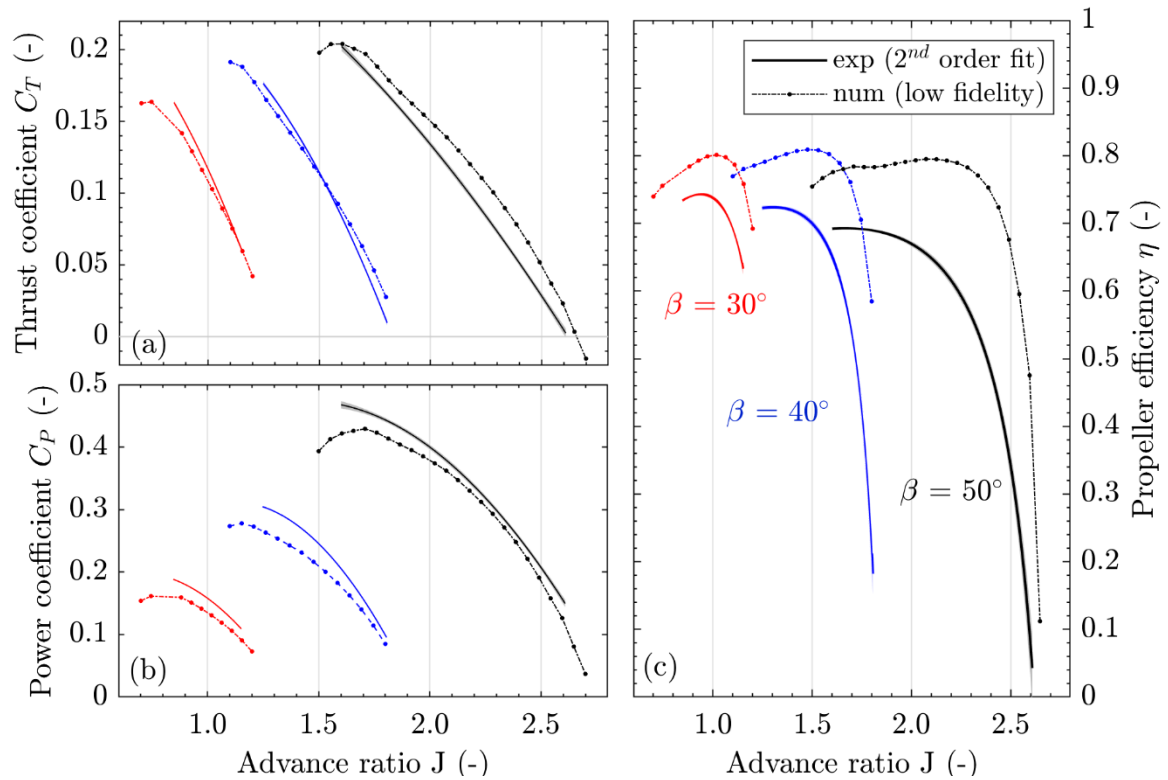 Thrust coefficient C_T (-)
0.2
0.15
0.1
0.05
0
(a)
Power coefficient C_P (-)
0.5
0.4
0.3
0.2
0.1
0
(b)
1.0 1.5 2.0 2.5
Advance ratio J (-)
exp (2^{nd} order fit)
num (low fidelity)
β = 30°
β = 40°
β = 50°
(c)
1
0.9
0.8
0.7
0.6
0.5
0.4
0.3
0.2
0.1
0
Propeller efficiency η (-)
1.0 1.5 2.0 2.5
Advance ratio J (-)